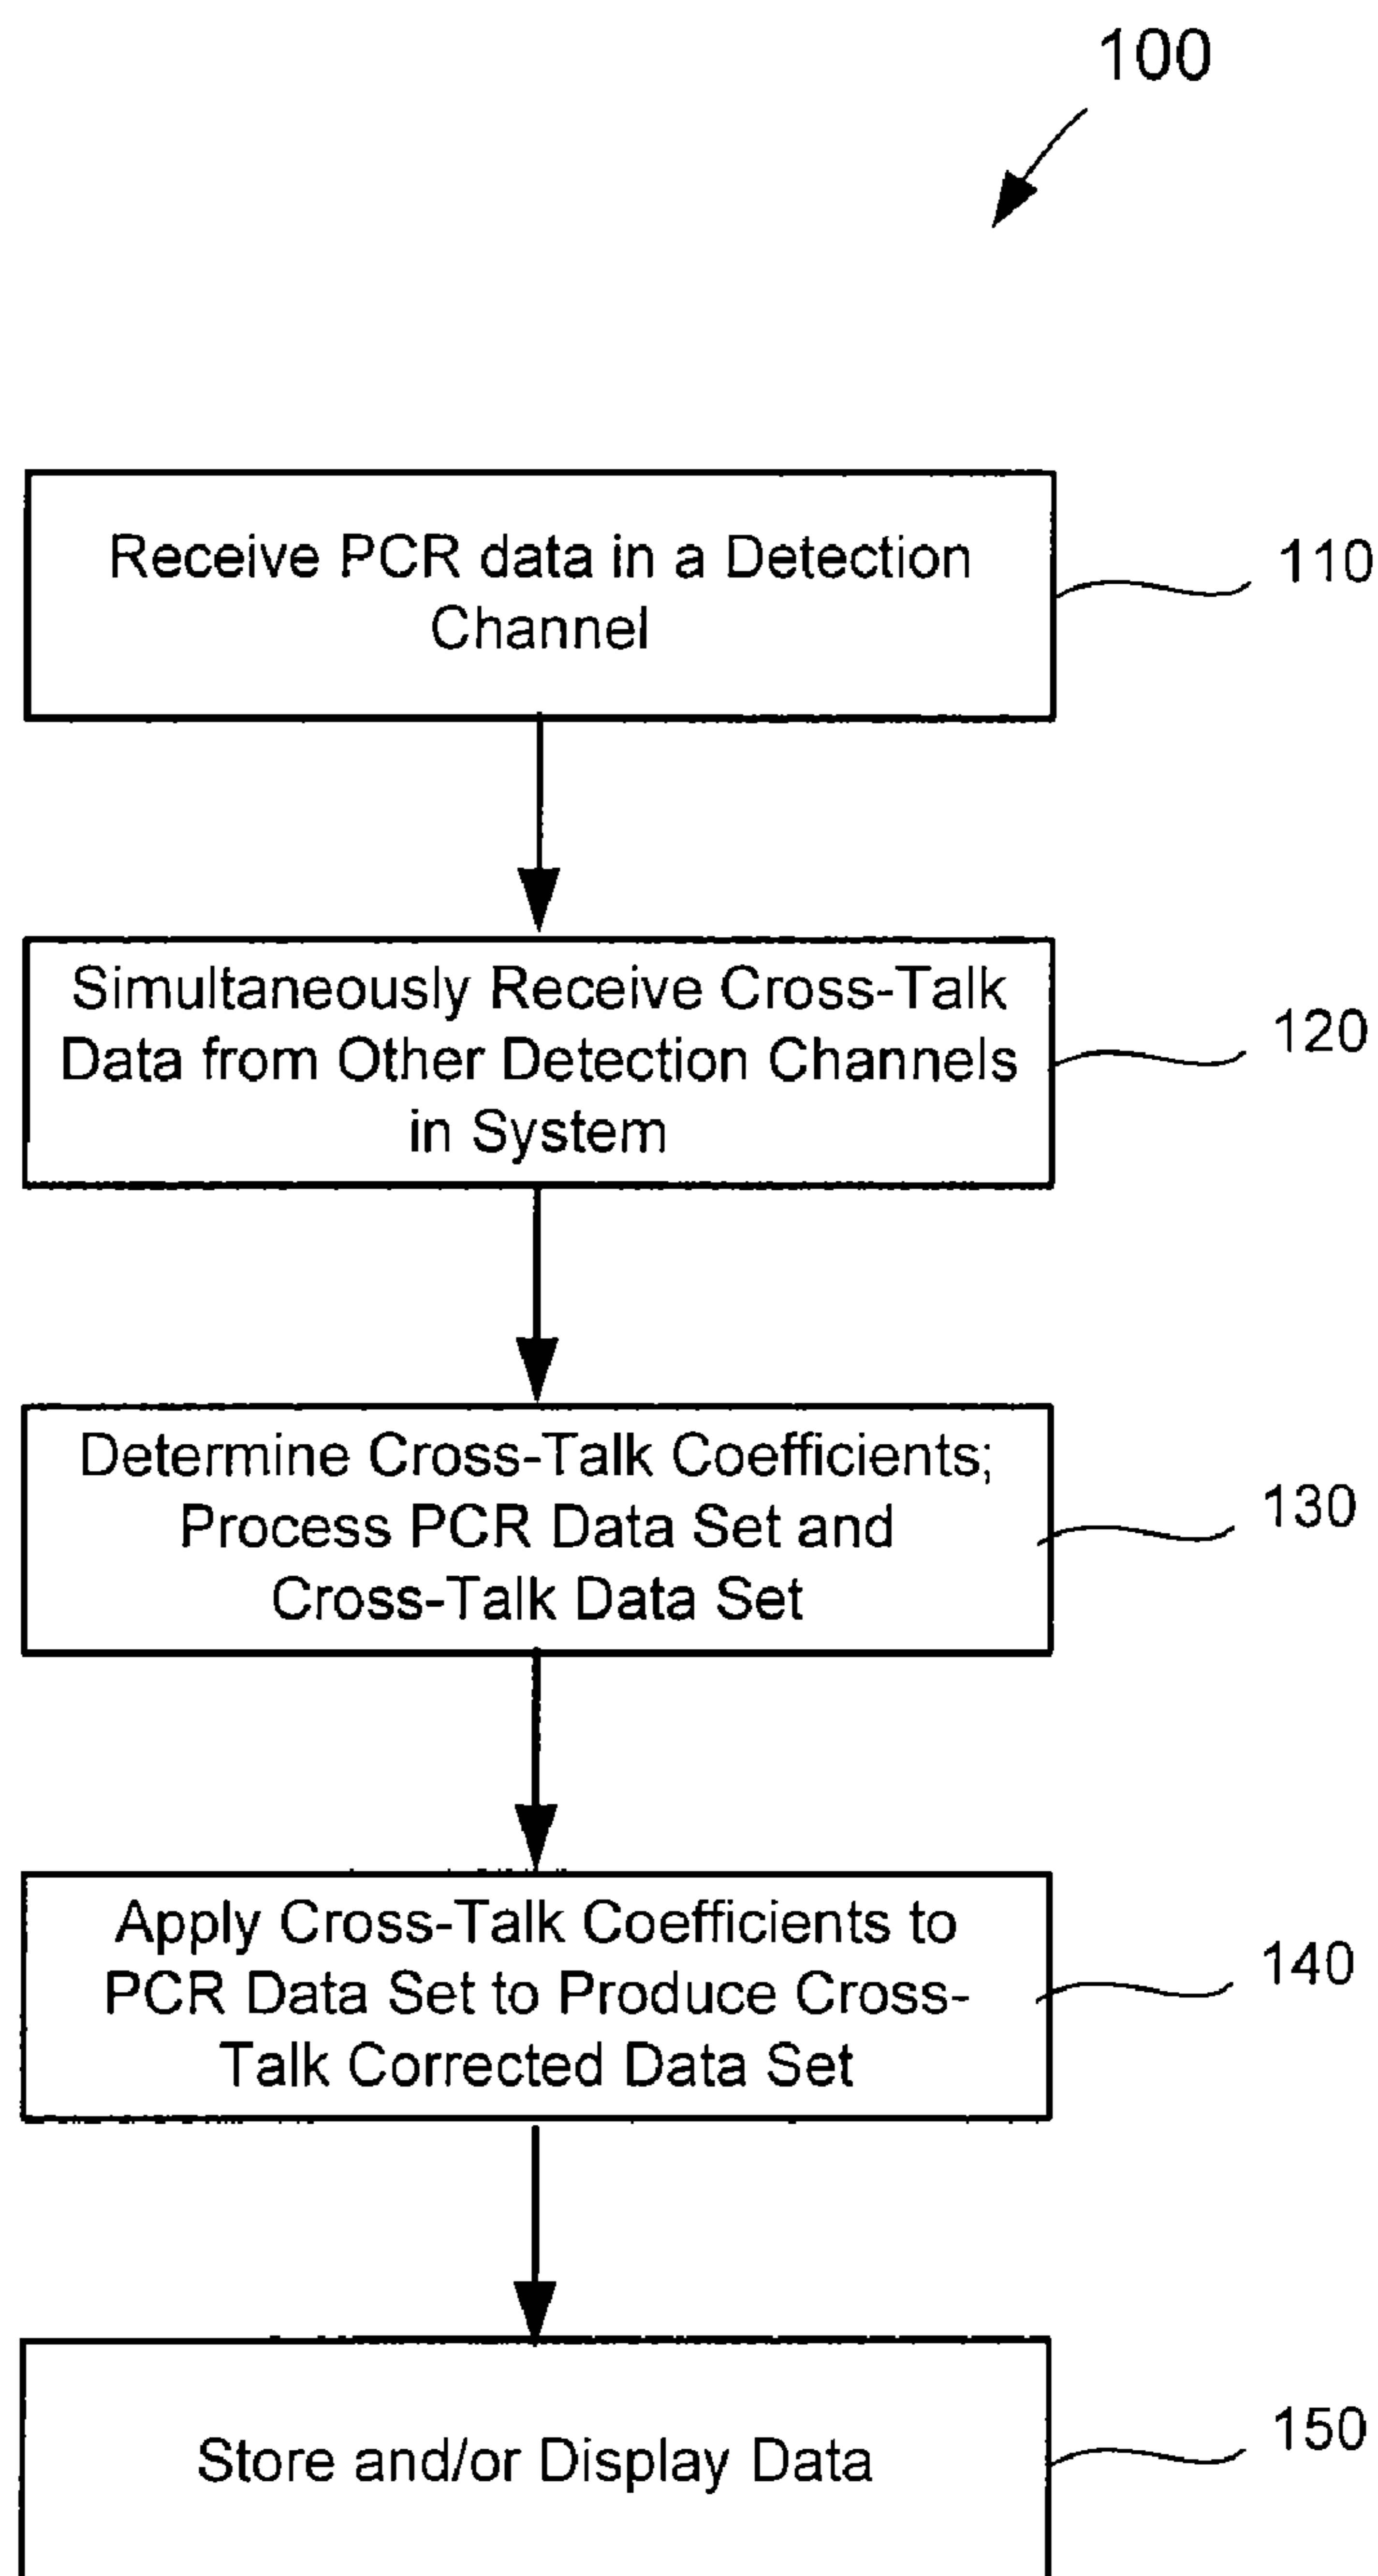 100
Receive PCR data in a Detection
Channel
110
Simultaneously Receive Cross-Talk
Data from Other Detection Channels
in System
120
Determine Cross-Talk Coefficients;
Process PCR Data Set and
Cross-Talk Data Set
130
Apply Cross-Talk Coefficients to
PCR Data Set to Produce Cross-
Talk Corrected Data Set
140
Store and/or Display Data
150